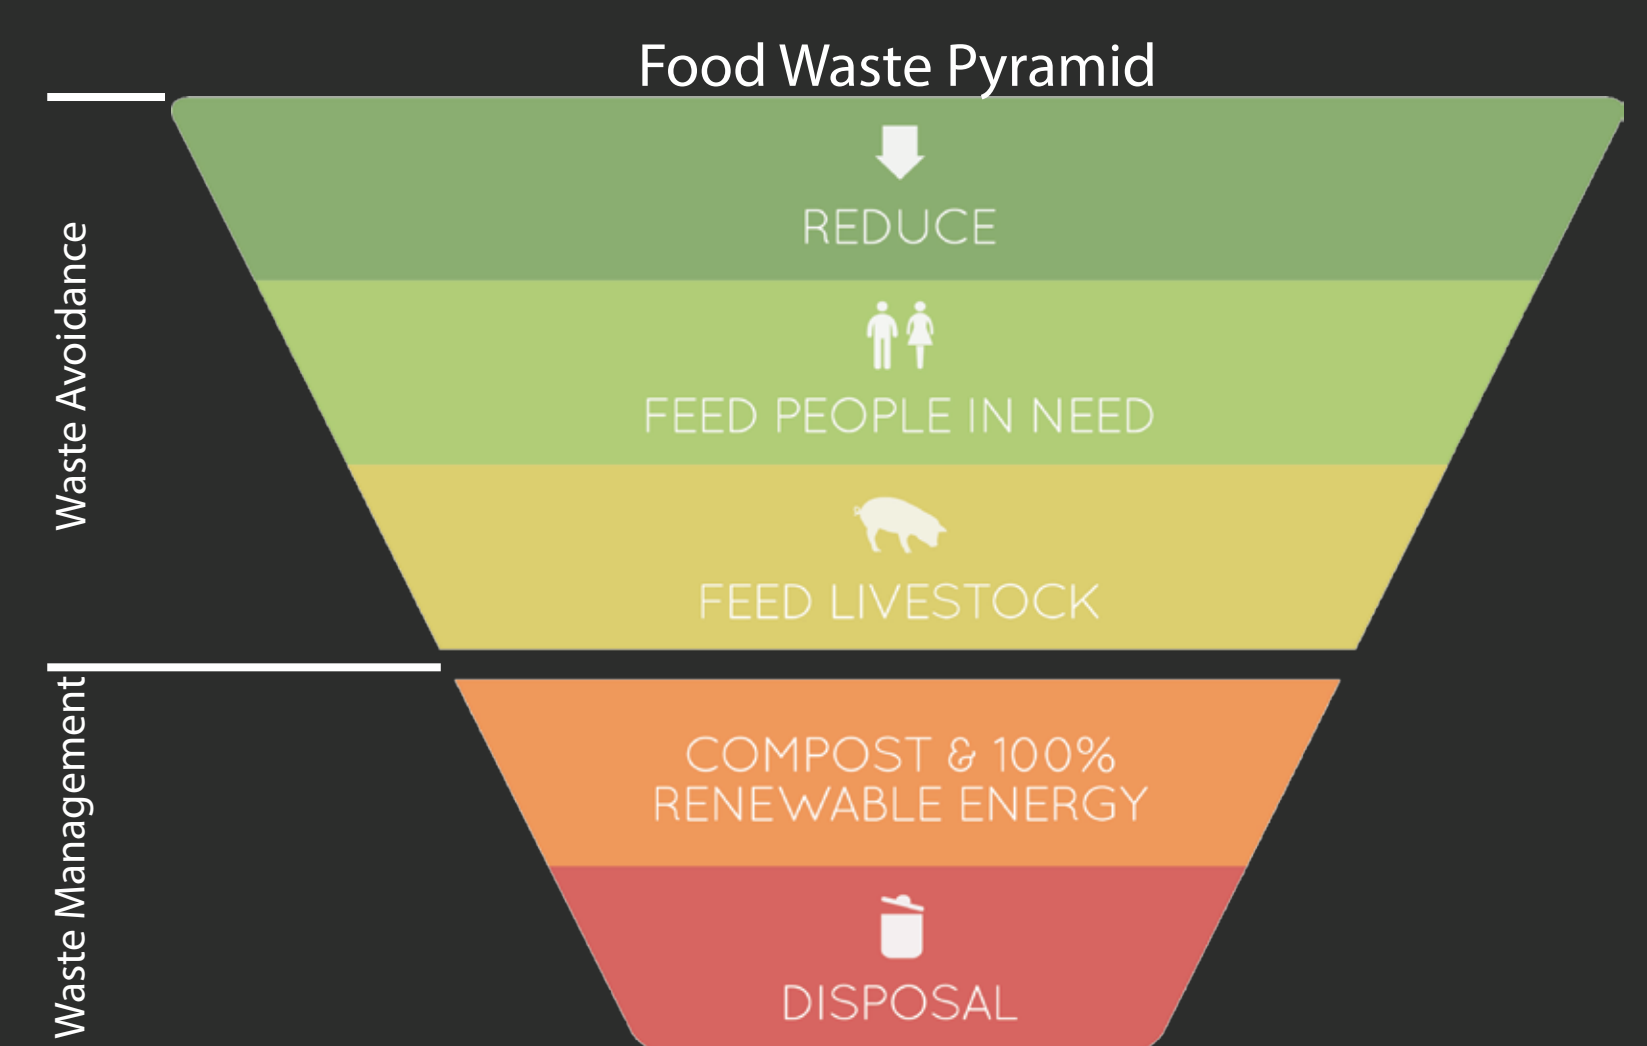 Food Waste Pyramid
Waste Avoidance
REDUCE
FEED PEOPLE IN NEED
FEED LIVESTOCK
Waste Management
COMPOST & 100%
RENEWABLE ENERGY
DISPOSAL